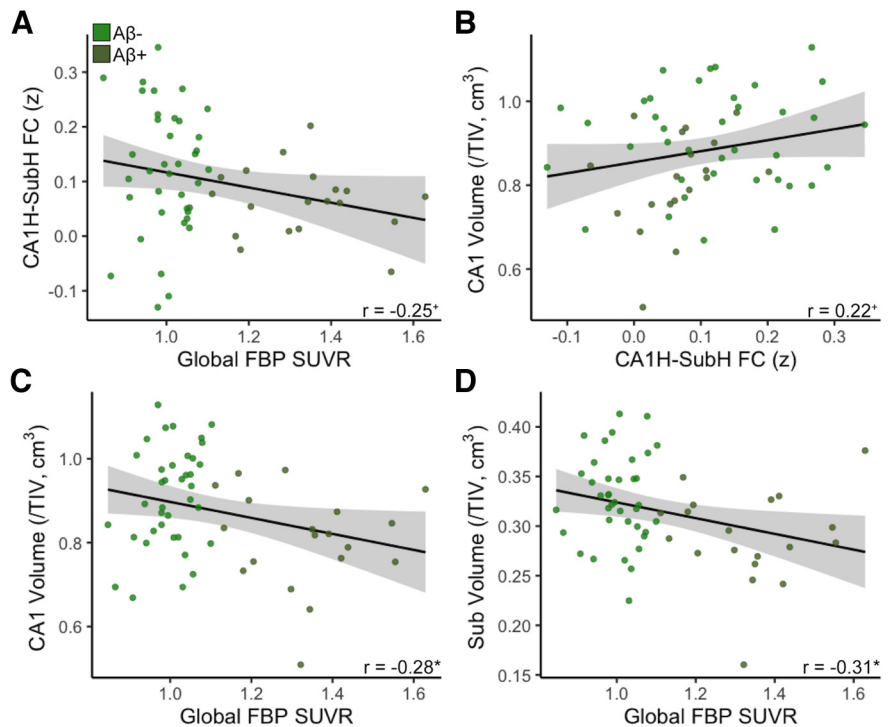 A
Aβ-
Aβ+
CA1H-SubH FC (z)
0.3
0.2
0.1
0.0
-0.1
r = -0.25⁺
1.0 1.2 1.4 1.6
Global FBP SUVR
B
CA1 Volume (/TIV, cm³)
1.0
0.8
0.6
r = 0.22⁺
-0.1 0.0 0.1 0.2 0.3
CA1H-SubH FC (z)
C
CA1 Volume (/TIV, cm³)
1.0
0.8
0.6
r = -0.28*
1.0 1.2 1.4 1.6
Global FBP SUVR
D
Sub Volume (/TIV, cm³)
0.40
0.35
0.30
0.25
0.20
0.15
r = -0.31*
1.0 1.2 1.4 1.6
Global FBP SUVR